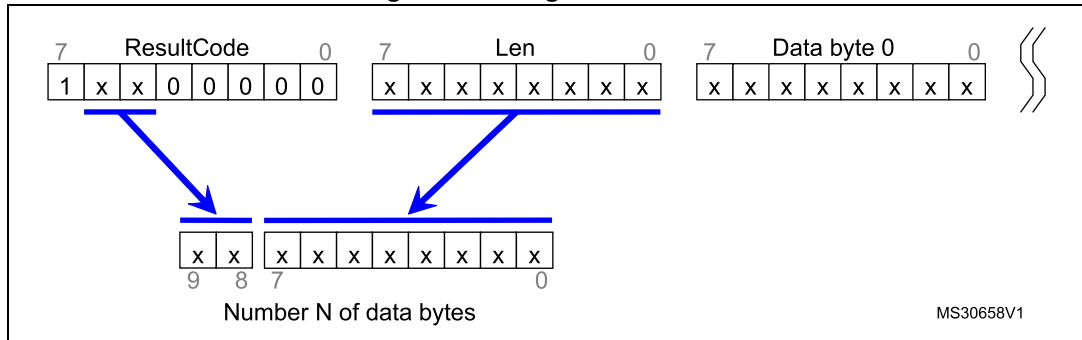 7 ResultCode 0 7 Len 0 7 Data byte 0 0
1 x x 0 0 0 0 0 x x x x x x x x x x x x x x x x
x x x x x x x x x x
9 8 7 0
Number N of data bytes
MS30658V1